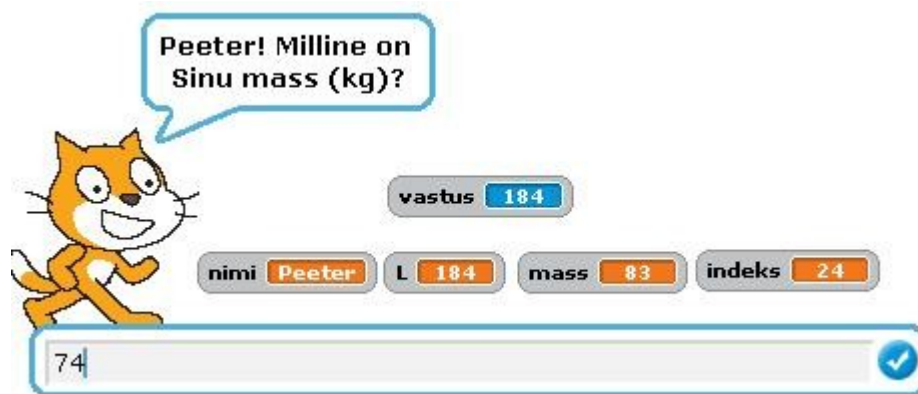 Peeter! Milline on
Sinu mass (kg)?
vastus 184
nimi Peeter L 184 mass 83 indeks 24
74